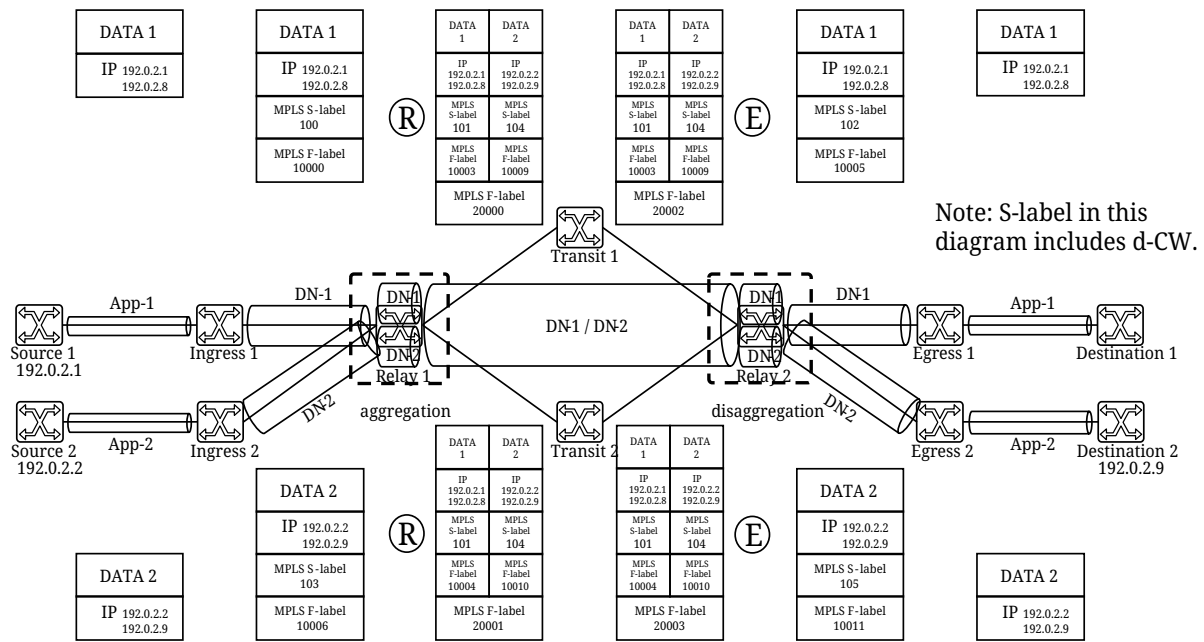 DATA 1
IP 192.0.2.1
192.0.2.8
DATA 1
IP 192.0.2.1
192.0.2.8
MPLS S-label
100
MPLS F-label
10000
R
DATA
1
DATA
2
IP
192.0.2.1
192.0.2.8
IP
192.0.2.2
192.0.2.9
MPLS
S-label
101
MPLS
S-label
104
MPLS
F-label
10003
MPLS
F-label
10009
MPLS F-label
20000
DATA
1
DATA
2
IP
192.0.2.1
192.0.2.8
IP
192.0.2.2
192.0.2.9
MPLS
S-label
101
MPLS
S-label
104
MPLS
F-label
10003
MPLS
F-label
10009
MPLS F-label
20002
E
DATA 1
IP 192.0.2.1
192.0.2.8
MPLS S-label
102
MPLS F-label
10005
DATA 1
IP 192.0.2.1
192.0.2.8
Note: S-label in this
diagram includes d-CW.
Transit 1
App-1
DN-1
DN-1
DN-1
DN-1
App-1
DN-1 / DN-2
Source 1
192.0.2.1
Ingress 1
DN-2
Relay 1
DN-2
Relay 2
Egress 1
Destination 1
DN-2
aggregation
disaggregation
DN-2
App-2
App-2
Source 2
192.0.2.2
Ingress 2
Transit 2
Egress 2
Destination 2
192.0.2.9
DATA 2
IP 192.0.2.2
192.0.2.9
DATA 2
IP 192.0.2.2
192.0.2.9
MPLS S-label
103
MPLS F-label
10006
R
DATA
1
DATA
2
IP
192.0.2.1
192.0.2.8
IP
192.0.2.2
192.0.2.9
MPLS
S-label
101
MPLS
S-label
104
MPLS
F-label
10004
MPLS
F-label
10010
MPLS F-label
20001
DATA
1
DATA
2
IP
192.0.2.1
192.0.2.8
IP
192.0.2.2
192.0.2.9
MPLS
S-label
101
MPLS
S-label
104
MPLS
F-label
10004
MPLS
F-label
10010
MPLS F-label
20003
E
DATA 2
IP 192.0.2.2
192.0.2.9
MPLS S-label
105
MPLS F-label
10011
DATA 2
IP 192.0.2.2
192.0.2.9